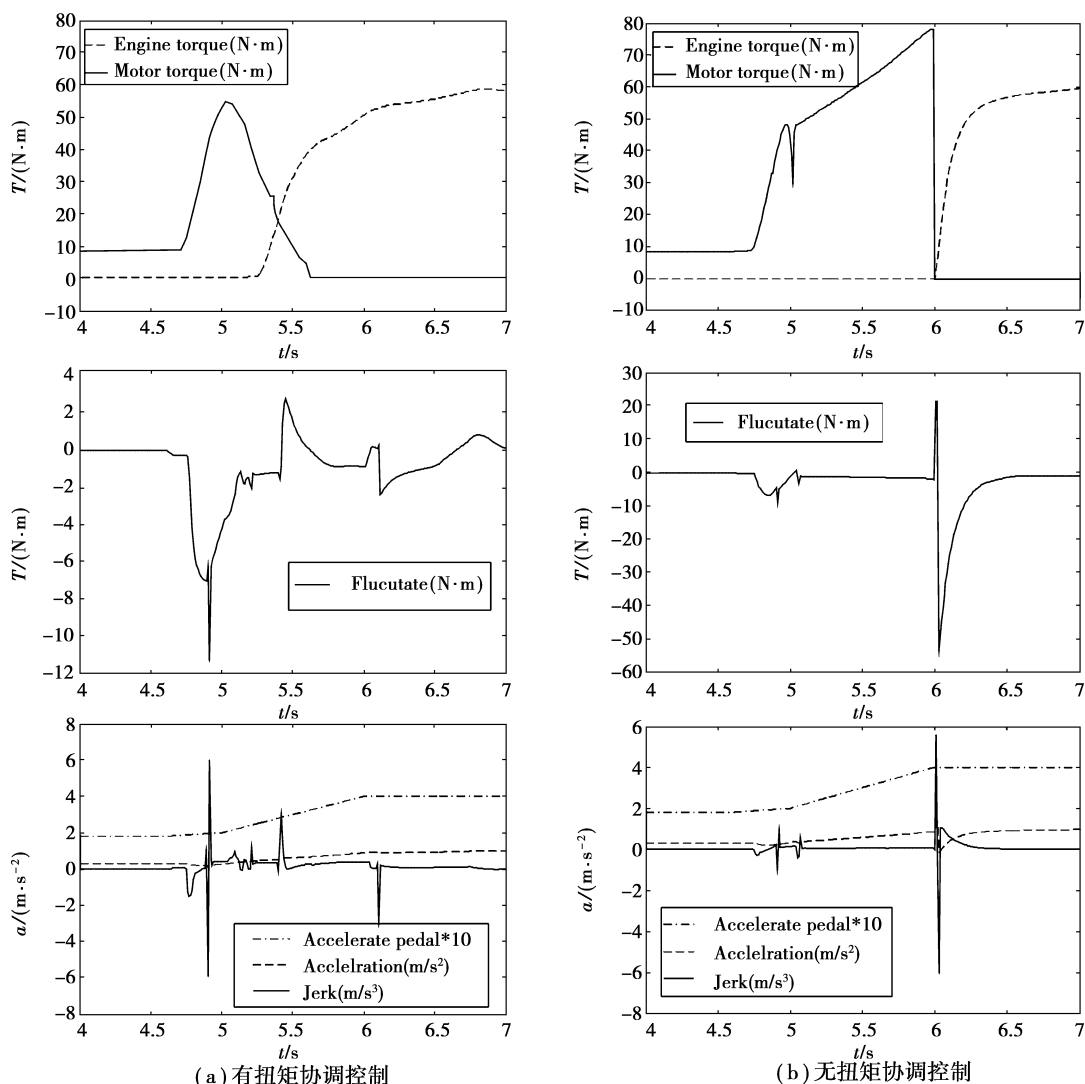 80
70
60
50
40
30
20
10
0
−10
T/(N·m)
Engine torque(N·m)
Motor torque(N·m)
4 4.5 5 5.5 6 6.5 7
t/s
80
70
60
50
40
30
20
10
0
−10
T/(N·m)
Engine torque(N·m)
Motor torque(N·m)
4 4.5 5 5.5 6 6.5 7
t/s
4
2
0
−2
−4
−6
−8
−10
−12
T/(N·m)
Flucutate(N·m)
4 4.5 5 5.5 6 6.5 7
t/s
30
20
10
0
−10
−20
−30
−40
−50
−60
T/(N·m)
Flucutate(N·m)
4 4.5 5 5.5 6 6.5 7
t/s
8
6
4
2
0
−2
−4
−6
−8
a/(m·s⁻²)
Accelerate pedal*10
Acclelration(m/s²)
Jerk(m/s³)
4 4.5 5 5.5 6 6.5 7
t/s
(a)有扭矩协调控制
6
4
2
0
−2
−4
−6
−8
a/(m·s⁻²)
Accelerate pedal*10
Acclelration(m/s²)
Jerk(m/s³)
4 4.5 5 5.5 6 6.5 7
t/s
(b)无扭矩协调控制